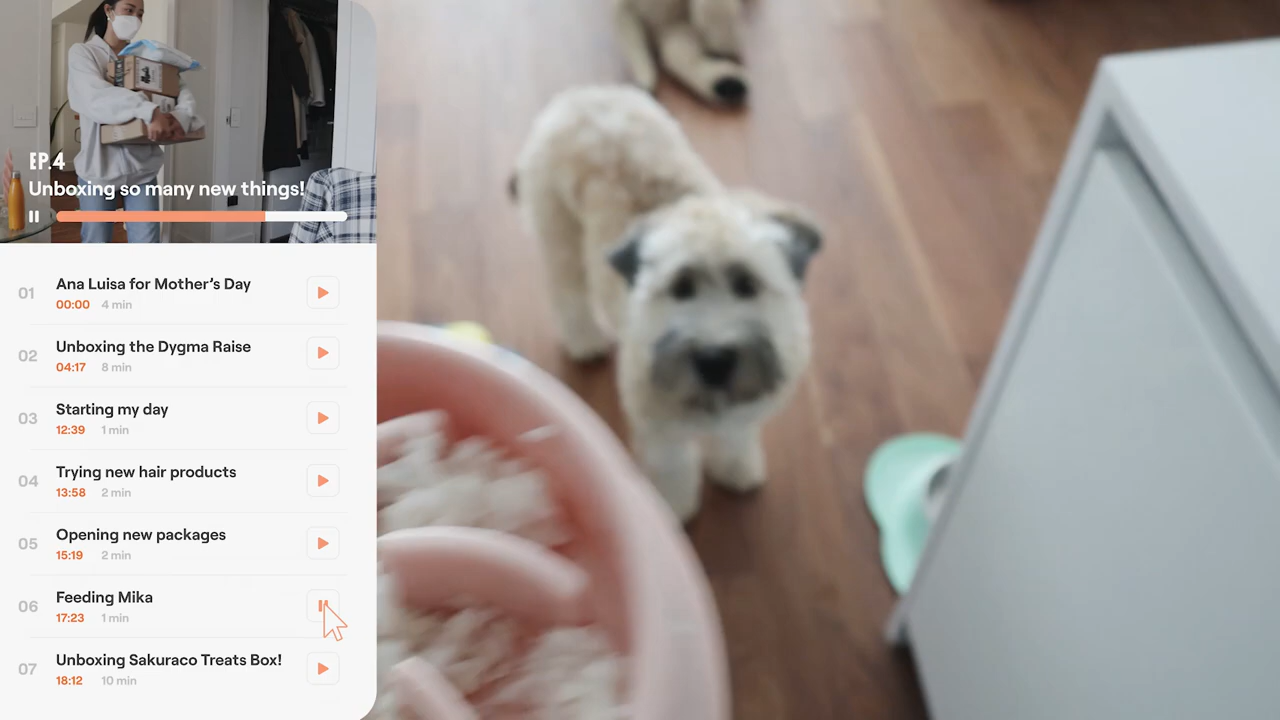 EP.4
Unboxing so many new things!
01
Ana Luisa for Mother's Day
00:00 4 min
02
Unboxing the Dygma Raise
04:17 8 min
03
Starting my day
12:39 1 min
04
Trying new hair products
13:58 2 min
05
Opening new packages
15:19 2 min
06
Feeding Mika
17:23 1 min
07
Unboxing Sakuraco Treats Box!
18:12 10 min